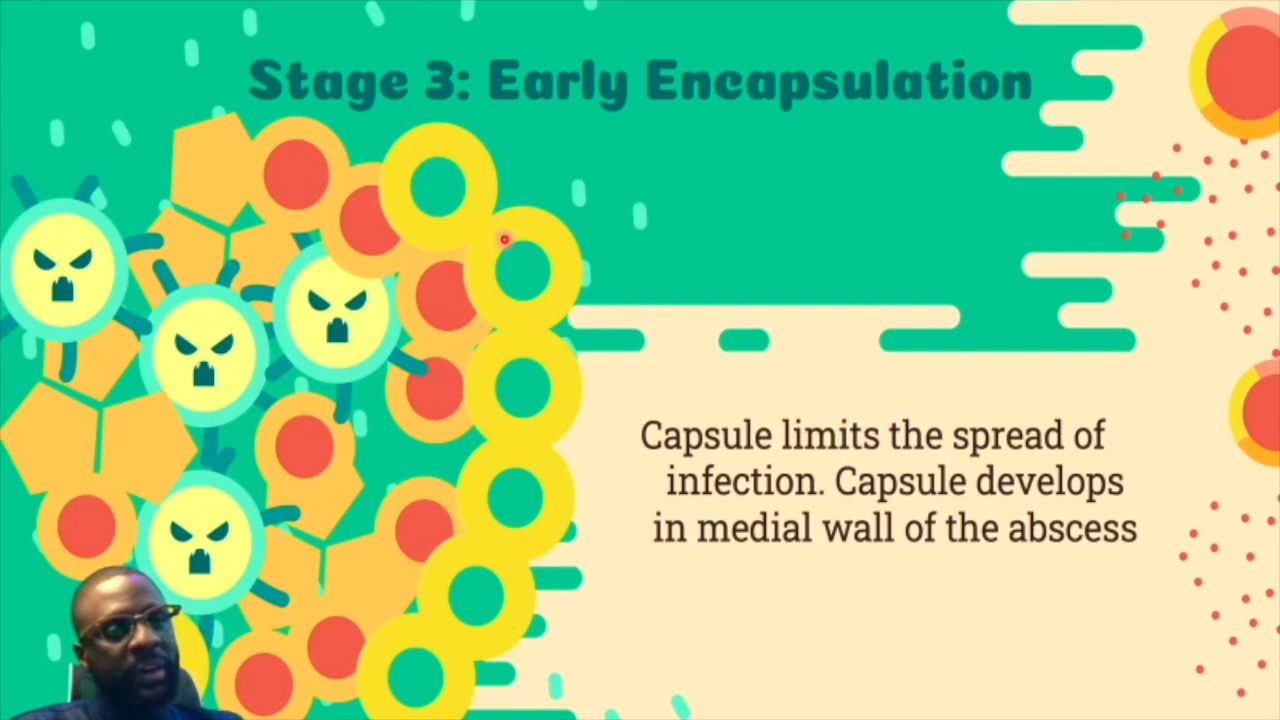 Stage 3: Early Encapsulation
Capsule limits the spread of
infection. Capsule develops
in medial wall of the abscess